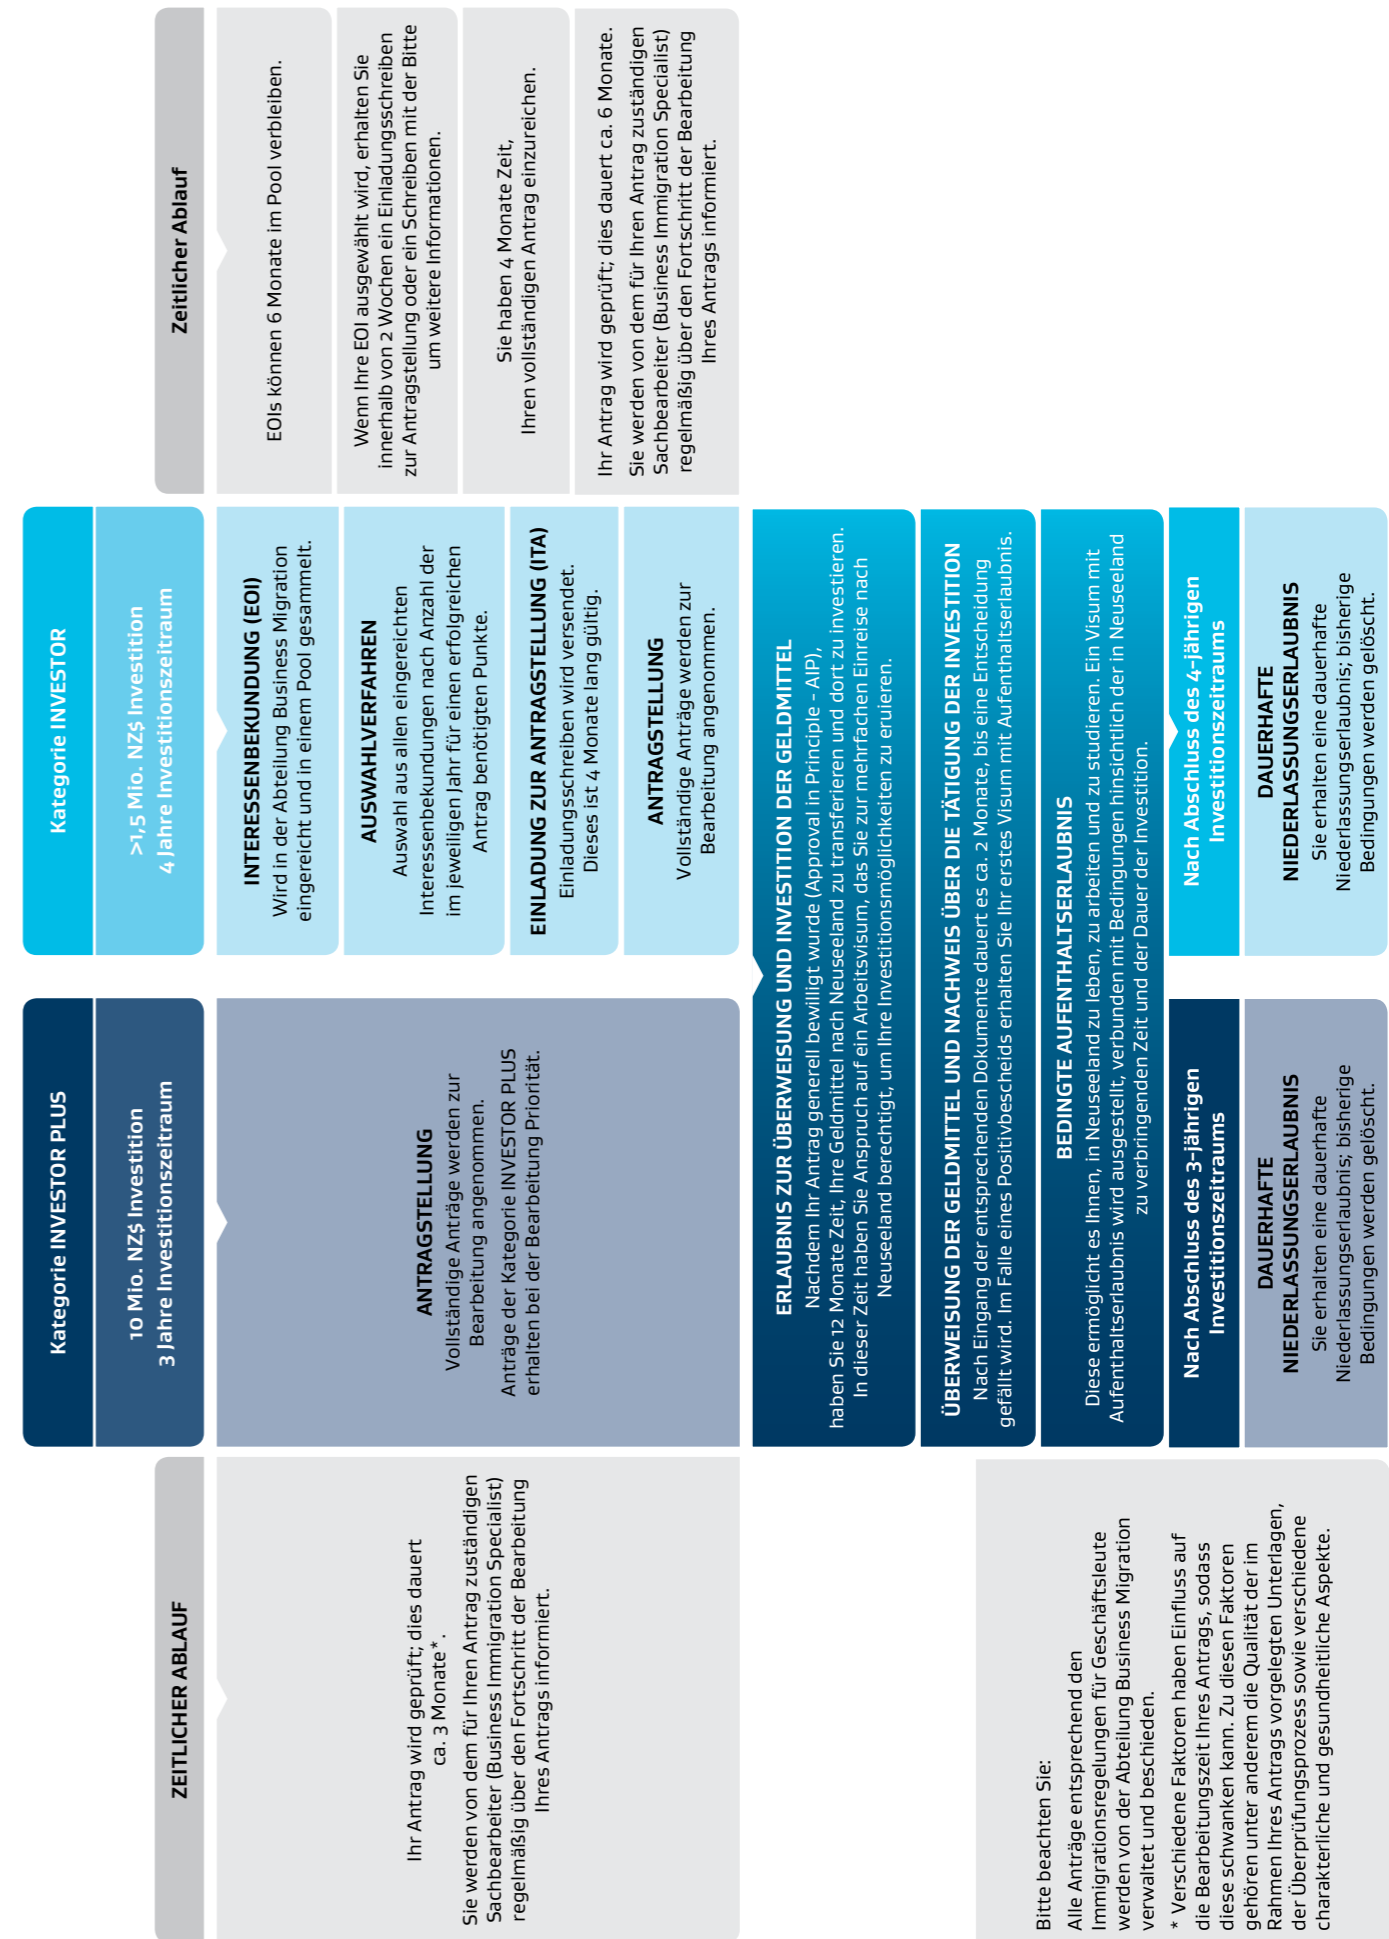 ZEITLICHER ABLAUF
Ihr Antrag wird geprüft; dies dauert
ca. 3 Monate*.
Sie werden von dem für Ihren Antrag zuständigen
Sachbearbeiter (Business Immigration Specialist)
regelmäßig über den Fortschritt der Bearbeitung
Ihres Antrags informiert.
Kategorie INVESTOR PLUS
10 Mio. NZ$ Investion
3 Jahre Investitionszeitraum
ANTRAGSTELLUNG
Vollständige Anträge werden zur
Bearbeitung angenommen.
Anträge der Kategorie INVESTOR PLUS
erhalten bei der Bearbeitung Priorität.
Kategorie INVESTOR
>1,5 Mio. NZ$ Investition
4 Jahre Investitionszeitraum
INTERESSENBEKUNDUNG (EOI)
Wird in der Abteilung Business Migration
eingereicht und in einem Pool gesammelt.
AUSWAHLVERFAHREN
Auswahl aus allen eingereichten
Interessenbekundungen nach Anzahl der
im jeweiligen Jahr für einen erfolgreichen
Antrag benötigten Punkte.
EINLADUNG ZUR ANTRAGSTELLUNG (ITA)
Einladungsschreiben wird versendet.
Dieses ist 4 Monate lang gültig.
ANTRAGSTELLUNG
Vollständige Anträge werden zur
Bearbeitung angenommen.
Zeitlicher Ablauf
EOIs können 6 Monate im Pool verbleiben.
Wenn Ihre EOI ausgewählt wird, erhalten Sie
innerhalb von 2 Wochen ein Einladungsschreiben
zur Antragstellung oder ein Schreiben mit der Bitte
um weitere Informationen.
Sie haben 4 Monate Zeit,
Ihren vollständigen Antrag einzureichen.
Ihr Antrag wird geprüft; dies dauert ca. 6 Monate.
Sie werden von dem für Ihren Antrag zuständigen
Sachbearbeiter (Business Immigration Specialist)
regelmäßig über den Fortschritt der Bearbeitung
Ihres Antrags informiert.
ERLAUBNIS ZUR ÜBERWEISUNG UND INVESTITION DER GELDMITTEL
Nachdem Ihr Antrag generell bewilligt wurde (Approval in Principle - AIP),
haben Sie 12 Monate Zeit, Ihre Geldmittel nach Neuseeland zu transferieren und dort zu investieren.
In dieser Zeit haben Sie Anspruch auf ein Arbeitsvisum, das Sie zur mehrfachen Einreise nach
Neuseeland berechtigt, um Ihre Investitionsmöglichkeiten zu eruieren.
ÜBERWEISUNG DER GELDMITTEL UND NACHWEIS ÜBER DIE TÄTIGUNG DER INVESTITION
Nach Eingang der entsprechenden Dokumente dauert es ca. 2 Monate, bis eine Entscheidung
gefällt wird. Im Falle eines Positivbescheids erhalten Sie Ihr erstes Visum mit Aufenthaltserlaubnis.
BEDINGTE AUFENTHALTSERLAUBNIS
Diese ermöglicht es Ihnen, in Neuseeland zu leben, zu arbeiten und zu studieren. Ein Visum mit
Aufenthaltserlaubnis wird ausgestellt, verbunden mit Bedingungen hinsichtlich der in Neuseeland
zu verbringenden Zeit und der Dauer der Investition.
Nach Abschluss des 3-jährigen
Investitionszeitraums
DAUERHAFTE
NIEDERLASSUNGSERLAUBNIS
Sie erhalten eine dauerhafte
Niederlassungserlaubnis; bisherige
Bedingungen werden gelöscht.
Nach Abschluss des 4-jährigen
Investitionszeitraums
DAUERHAFTE
NIEDERLASSUNGSERLAUBNIS
Sie erhalten eine dauerhafte
Niederlassungserlaubnis; bisherige
Bedingungen werden gelöscht.
Bitte beachten Sie:
Alle Anträge entsprechend den
Immigrationsregelungen für Geschäftsleute
werden von der Abteilung Business Migration
verwaltet und beschieden.
* Verschiedene Faktoren haben Einfluss auf
die Bearbeitungszeit Ihres Antrags, sodass
diese schwanken kann. Zu diesen Faktoren
gehören unter anderem die Qualität der im
Rahmen Ihres Antrags vorgelegten Unterlagen,
der Überprüfungsprozess sowie verschiedene
charakterliche und gesundheitliche Aspekte.